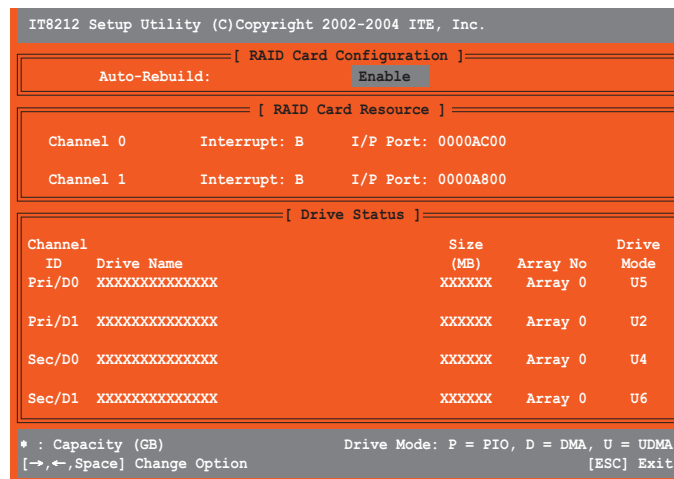 IT8212 Setup Utility (C)Copyright 2002-2004 ITE, Inc.
[ RAID Card Configuration ]
Auto-Rebuild: Enable
[ RAID Card Resource ]
Channel 0 Interrupt: B I/P Port: 0000AC00
Channel 1 Interrupt: B I/P Port: 0000A800
[ Drive Status ]
Channel Size Drive
ID Drive Name (MB) Array No Mode
Pri/D0 XXXXXXXXXXXXXX XXXXXX Array 0 U5
Pri/D1 XXXXXXXXXXXXXX XXXXXX Array 0 U2
Sec/D0 XXXXXXXXXXXXXX XXXXXX Array 0 U4
Sec/D1 XXXXXXXXXXXXXX XXXXXX Array 0 U6
* : Capacity (GB) Drive Mode: P = PIO, D = DMA, U = UDMA
[→,←,Space] Change Option [ESC] Exit